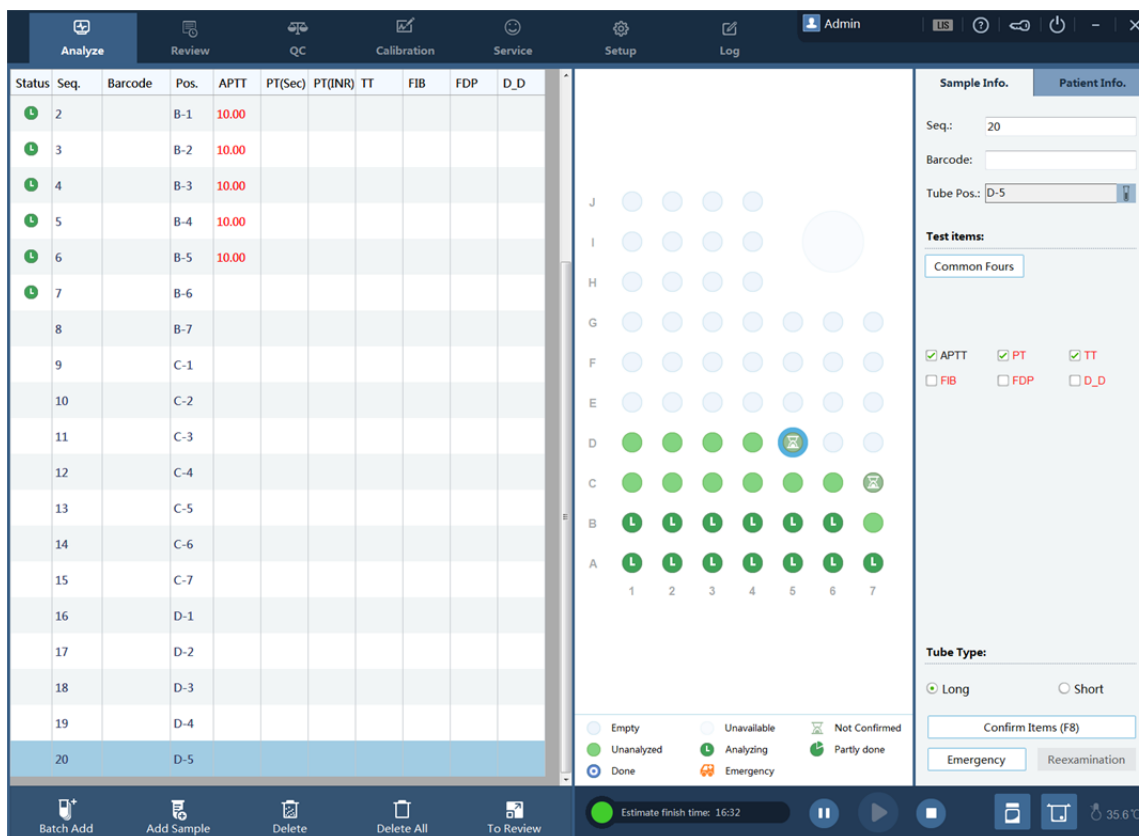 Analyze Review QC Calibration Service Setup Log Admin LIS
Status Seq. Barcode Pos. APTT PT(Sec) PT(INR) TT FIB FDP D_D
2 B-1 10.00
3 B-2 10.00
4 B-3 10.00
5 B-4 10.00
6 B-5 10.00
7 B-6
8 B-7
9 C-1
10 C-2
11 C-3
12 C-4
13 C-5
14 C-6
15 C-7
16 D-1
17 D-2
18 D-3
19 D-4
20 D-5
Batch Add Add Sample Delete Delete All To Review
J
I
H
G
F
E
D
C
B
A
1 2 3 4 5 6 7
Empty Unavailable Not Confirmed
Unanalyzed Analyzing Partly done
Done Emergency
Estimate finish time: 16:32
Sample Info. Patient Info.
Seq.: 20
Barcode:
Tube Pos.: D-5
Test items:
Common Fours
APTT PT TT
FIB FDP D_D
Tube Type:
Long Short
Confirm Items (F8)
Emergency Reexamination
35.6℃